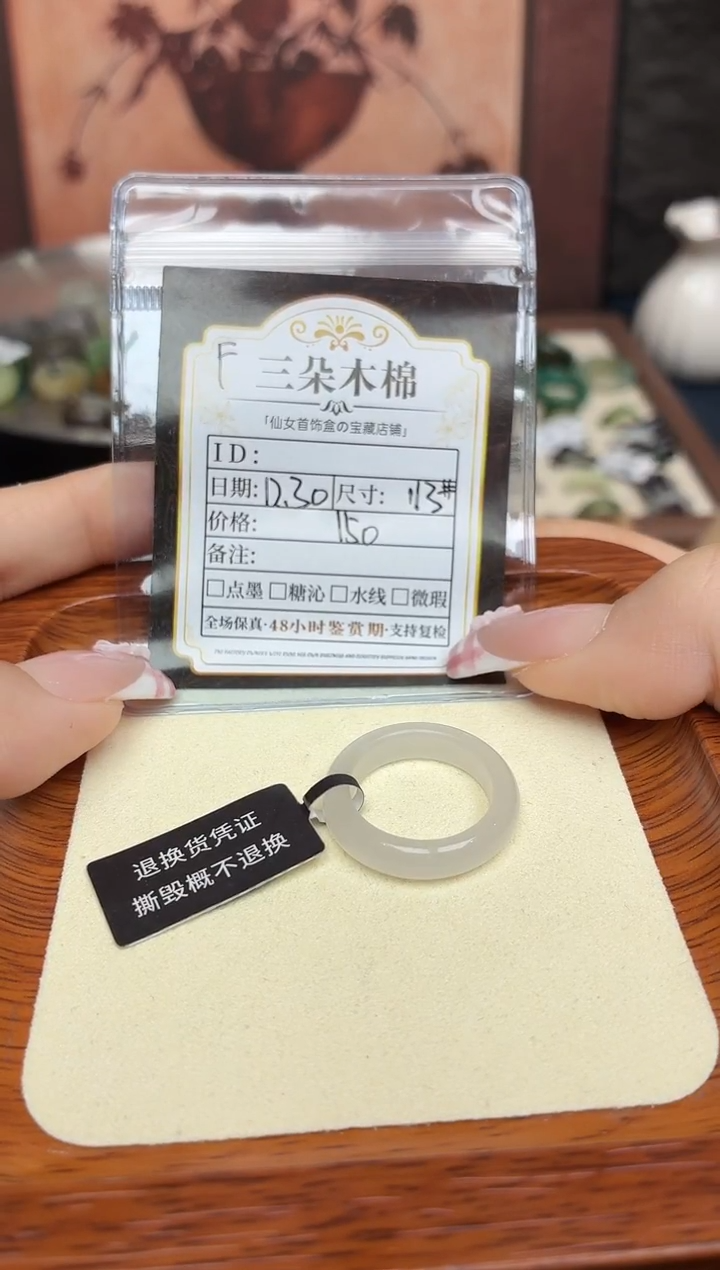 F 三朵木棉
「仙女首饰盒の宝藏店铺」
ID:
日期: 12.30 尺寸: 113#
价格: 150
备注:
□点墨 □糖沁 □水线 □微瑕
全场保真·48小时鉴赏期·支持复检
退换货凭证
撕毁概不退换